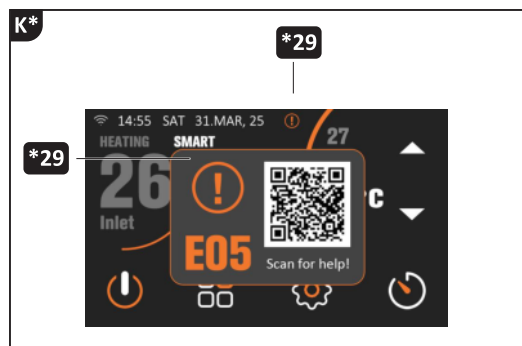 K*
*29
14:55 SAT 31.MAR, 25
HEATING SMART 27
*29
26 °C
Inlet
E05
Scan for help!